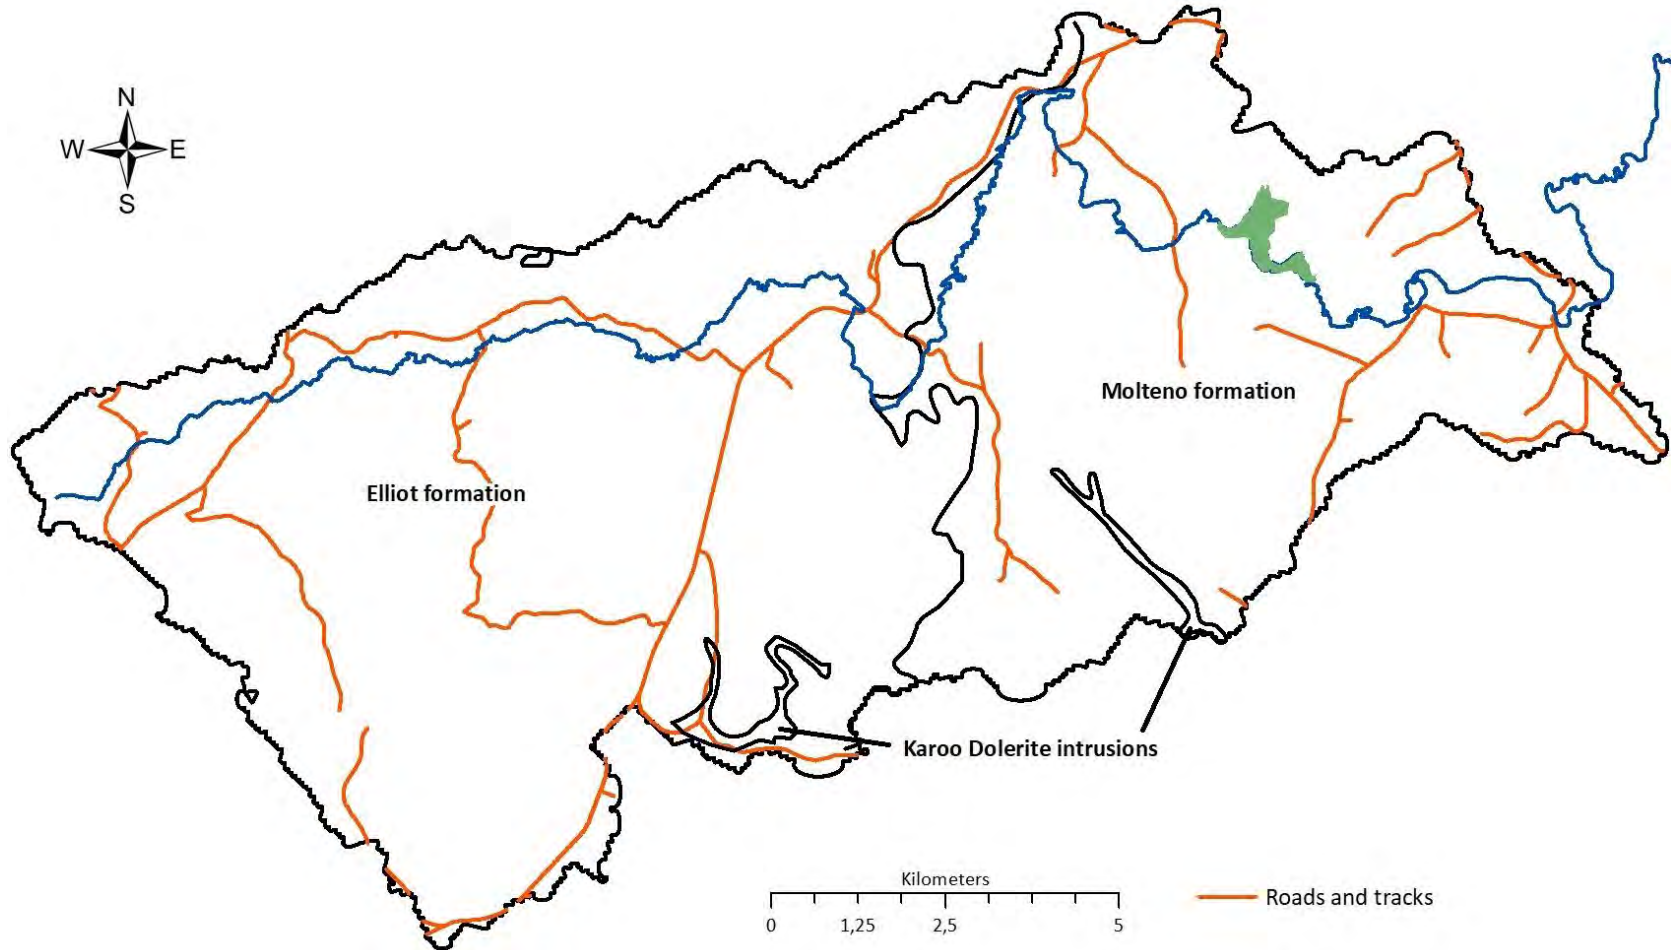 N
W E
S
Molteno formation
Elliot formation
Karoo Dolerite intrusions
Kilometers
0 1,25 2,5 5
Roads and tracks